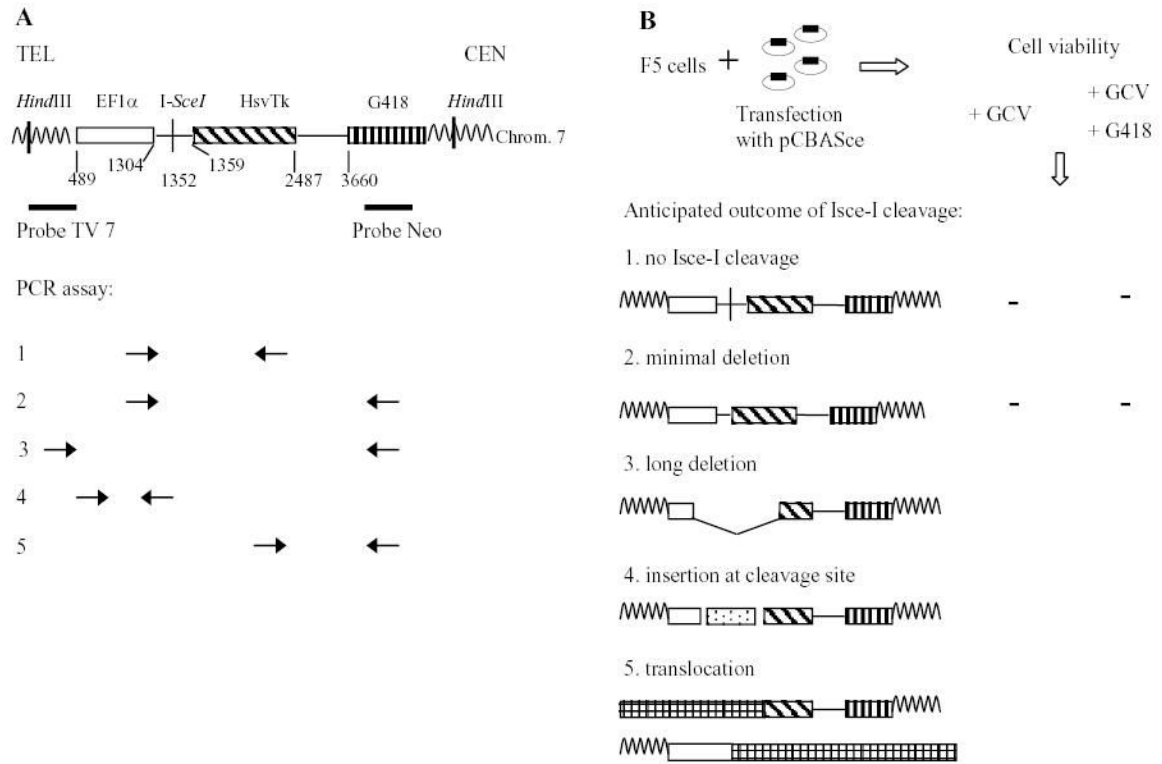 A
TEL CEN
HindIII EF1α I-SceI HsvTk G418 HindIII
Chrom. 7
489 1304 1352 1359 2487 3660
Probe TV 7 Probe Neo
PCR assay:
1
2
3
4
5
B
F5 cells + Cell viability
Transfection
with pCBASce
+ GCV
+ GCV
+ G418
Anticipated outcome of Isce-I cleavage:
1. no Isce-I cleavage
- -
2. minimal deletion
- -
3. long deletion
4. insertion at cleavage site
5. translocation